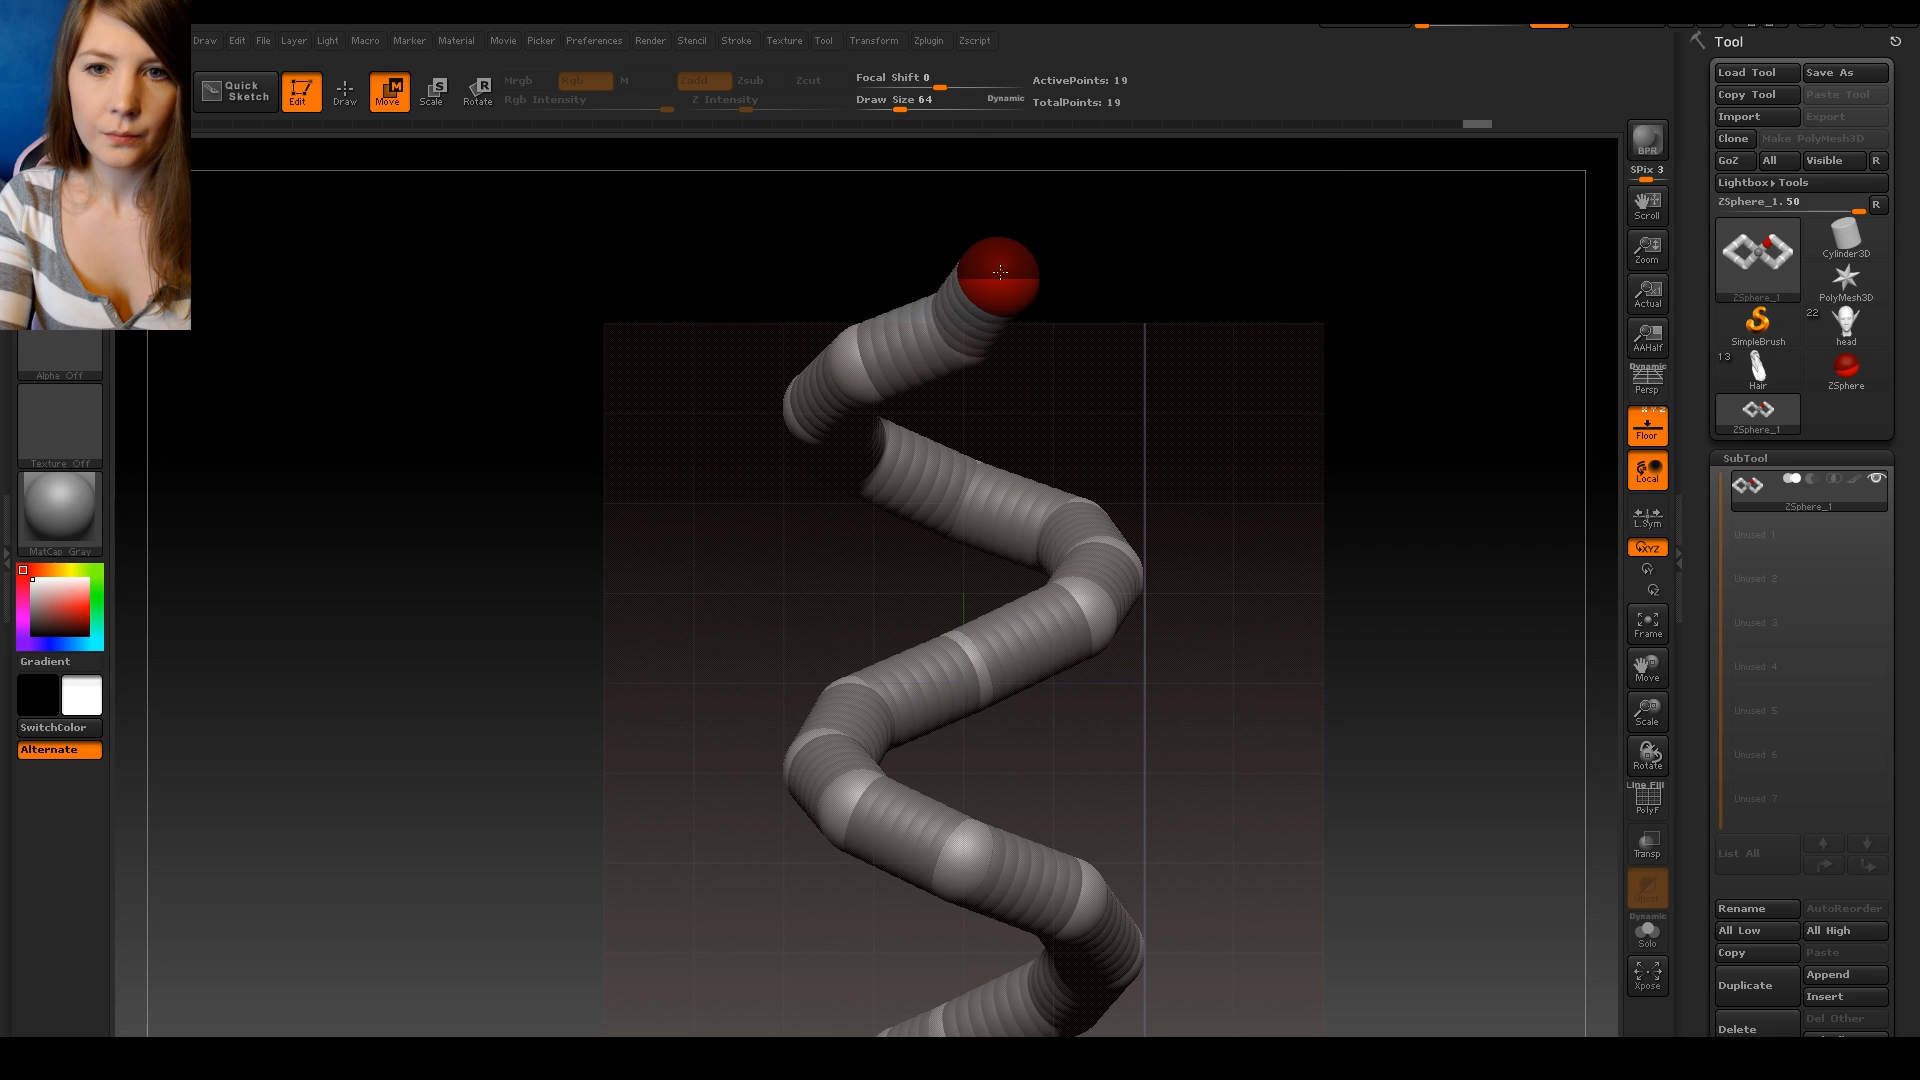 Draw Edit File Layer Light Macro Marker Material Movie Picker Preferences Render Stencil Stroke Texture Tool Transform Zplugin Zscript
Quick Sketch
Edit
Draw
Move
Scale
Rotate
Mrgb Rgb M
Rgb Intensity
Zadd Zsub Zcut
Z Intensity
Focal Shift 0
Draw Size 64
Dynamic
ActivePoints: 19
TotalPoints: 19
Alpha Off
Texture Off
MatCap Gray
Gradient
SwitchColor
Alternate
BPR
SPix 3
Scroll
Zoom
Actual
AAHalf
Dynamic
Persp
Floor
Local
L.Sym
XYZ
Frame
Move
Scale
Rotate
Line Fill
PolyF
Transp
Dynamic
Solo
Xpose
Tool
Load Tool Save As
Copy Tool Paste Tool
Import Export
Clone Make PolyMesh3D
GoZ All Visible R
Lightbox▸Tools
ZSphere_1. 50 R
ZSphere_1
Cylinder3D
PolyMesh3D
SimpleBrush
22
head
13
Hair
ZSphere
ZSphere_1
SubTool
ZSphere_1
Unused 1
Unused 2
Unused 3
Unused 4
Unused 5
Unused 6
Unused 7
List All
Rename AutoReorder
All Low All High
Copy Paste
Duplicate
Append
Insert
Delete
Del Other